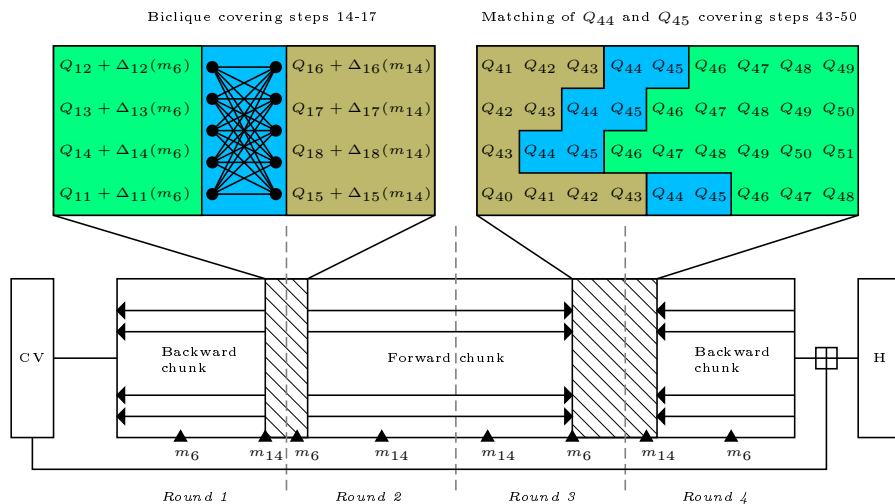 Biclique covering steps 14-17
Matching of Q₄₄ and Q₄₅ covering steps 43-50
Q₁₂ + Δ₁₂(m₆) Q₁₆ + Δ₁₆(m₁₄)
Q₁₃ + Δ₁₃(m₆) Q₁₇ + Δ₁₇(m₁₄)
Q₁₄ + Δ₁₄(m₆) Q₁₈ + Δ₁₈(m₁₄)
Q₁₁ + Δ₁₁(m₆) Q₁₅ + Δ₁₅(m₁₄)
Q₄₁ Q₄₂ Q₄₃ Q₄₄ Q₄₅ Q₄₆ Q₄₇ Q₄₈ Q₄₉
Q₄₂ Q₄₃ Q₄₄ Q₄₅ Q₄₆ Q₄₇ Q₄₈ Q₄₉ Q₅₀
Q₄₃ Q₄₄ Q₄₅ Q₄₆ Q₄₇ Q₄₈ Q₄₉ Q₅₀ Q₅₁
Q₄₀ Q₄₁ Q₄₂ Q₄₃ Q₄₄ Q₄₅ Q₄₆ Q₄₇ Q₄₈
CV
Backward
chunk
Forward chunk
Backward
chunk
H
m₆ m₁₄ m₆ m₁₄ m₁₄ m₆ m₁₄ m₆
Round 1 Round 2 Round 3 Round 4